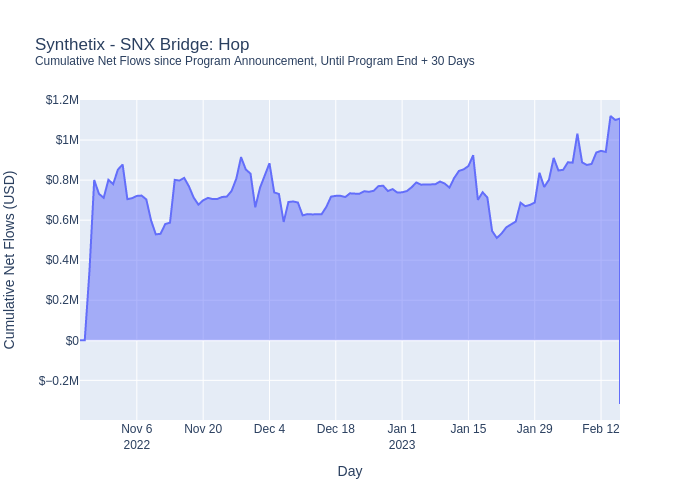 Synthetix - SNX Bridge: Hop
Cumulative Net Flows since Program Announcement, Until Program End + 30 Days
Cumulative Net Flows (USD)
$1.2M
$1M
$0.8M
$0.6M
$0.4M
$0.2M
$0
$−0.2M
Nov 6
2022
Nov 20
Dec 4
Dec 18
Jan 1
2023
Jan 15
Jan 29
Feb 12
Day